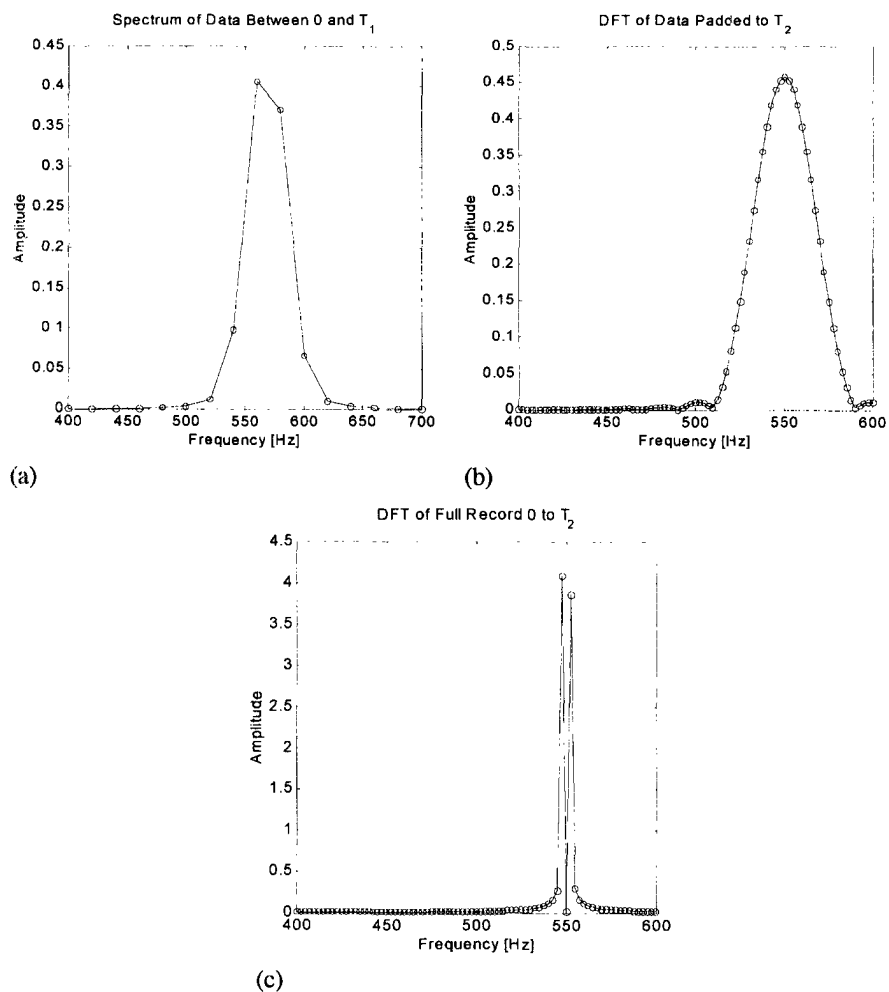 Spectrum of Data Between 0 and T1
0.45
0.4
0.35
0.3
0.25
0.2
0.15
0.1
0.05
0
Amplitude
400 450 500 550 600 650 700
Frequency [Hz]
(a)
DFT of Data Padded to T2
0.5
0.45
0.4
0.35
0.3
0.25
0.2
0.15
0.1
0.05
0
Amplitude
400 450 500 550 600
Frequency [Hz]
(b)
DFT of Full Record 0 to T2
4.5
4
3.5
3
2.5
2
1.5
1
0.5
0
Amplitude
400 450 500 550 600
Frequency [Hz]
(c)